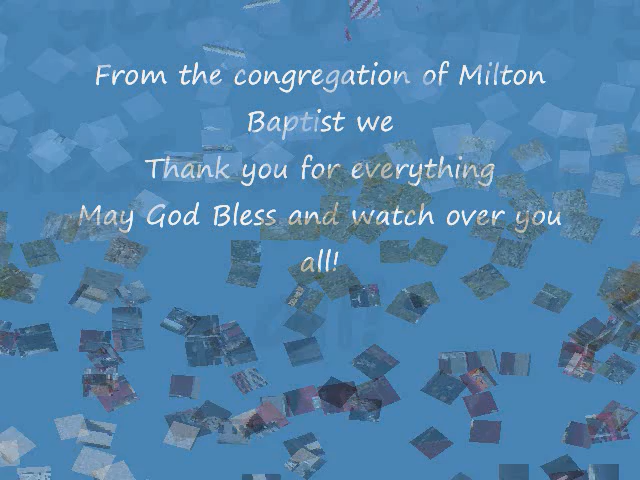 From the congregation of Milton
Baptist we
Thank you for everything
May God Bless and watch over you
all!